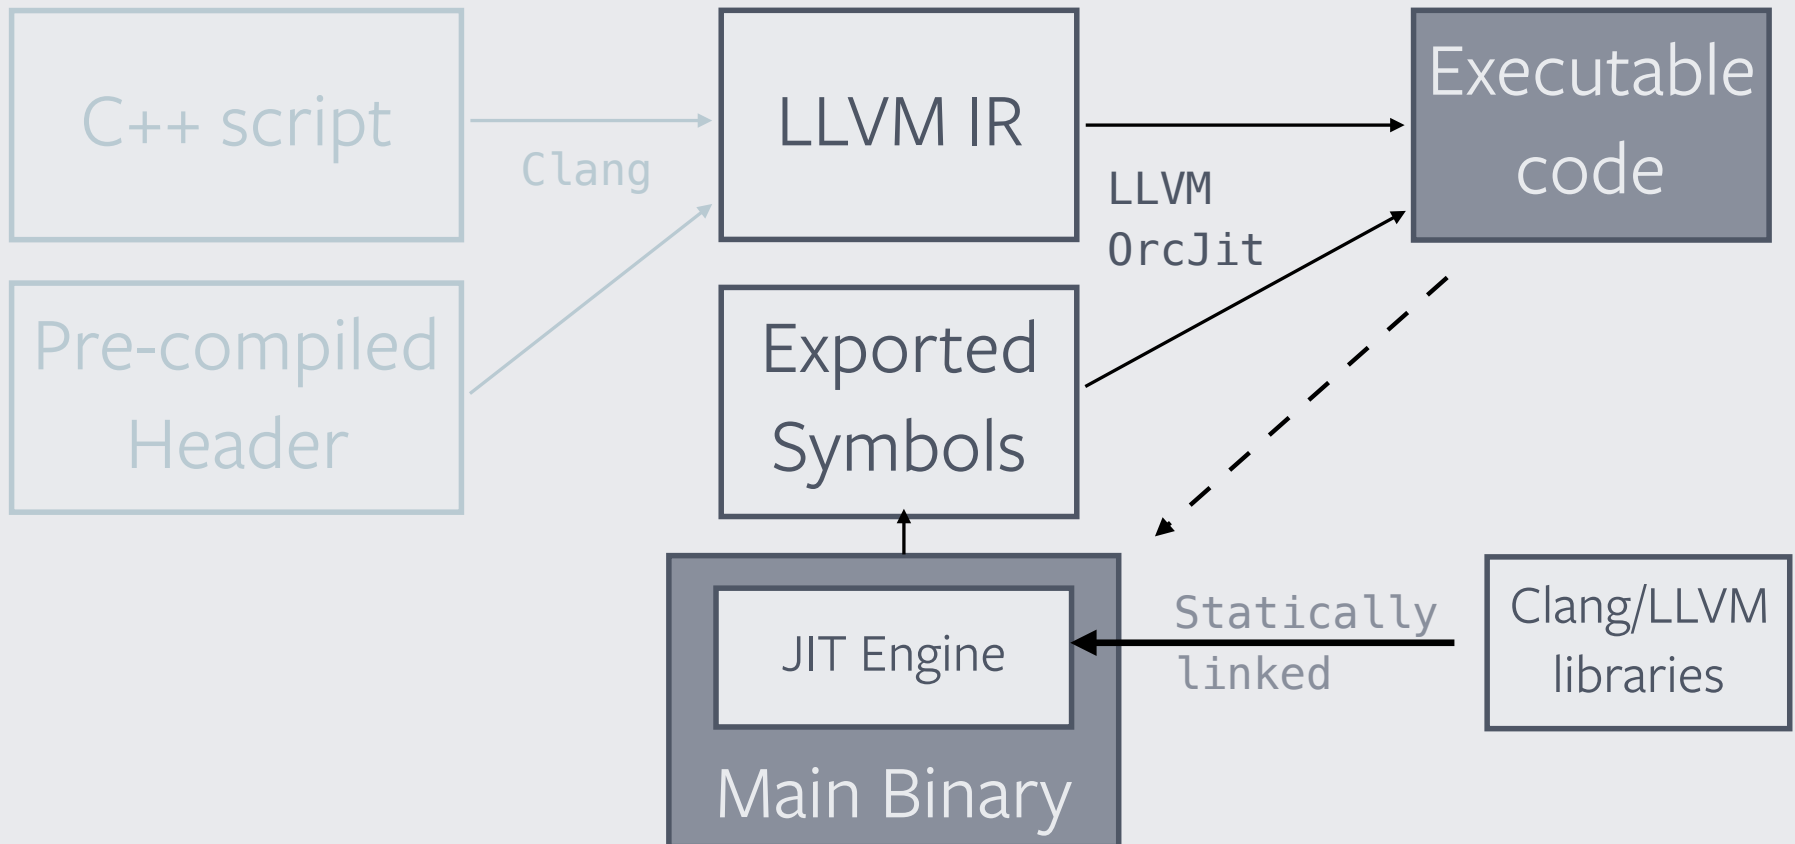 C++ script
Clang
LLVM IR
LLVM
OrcJit
Executable
code
Pre-compiled
Header
Exported
Symbols
JIT Engine
Main Binary
Statically
linked
Clang/LLVM
libraries